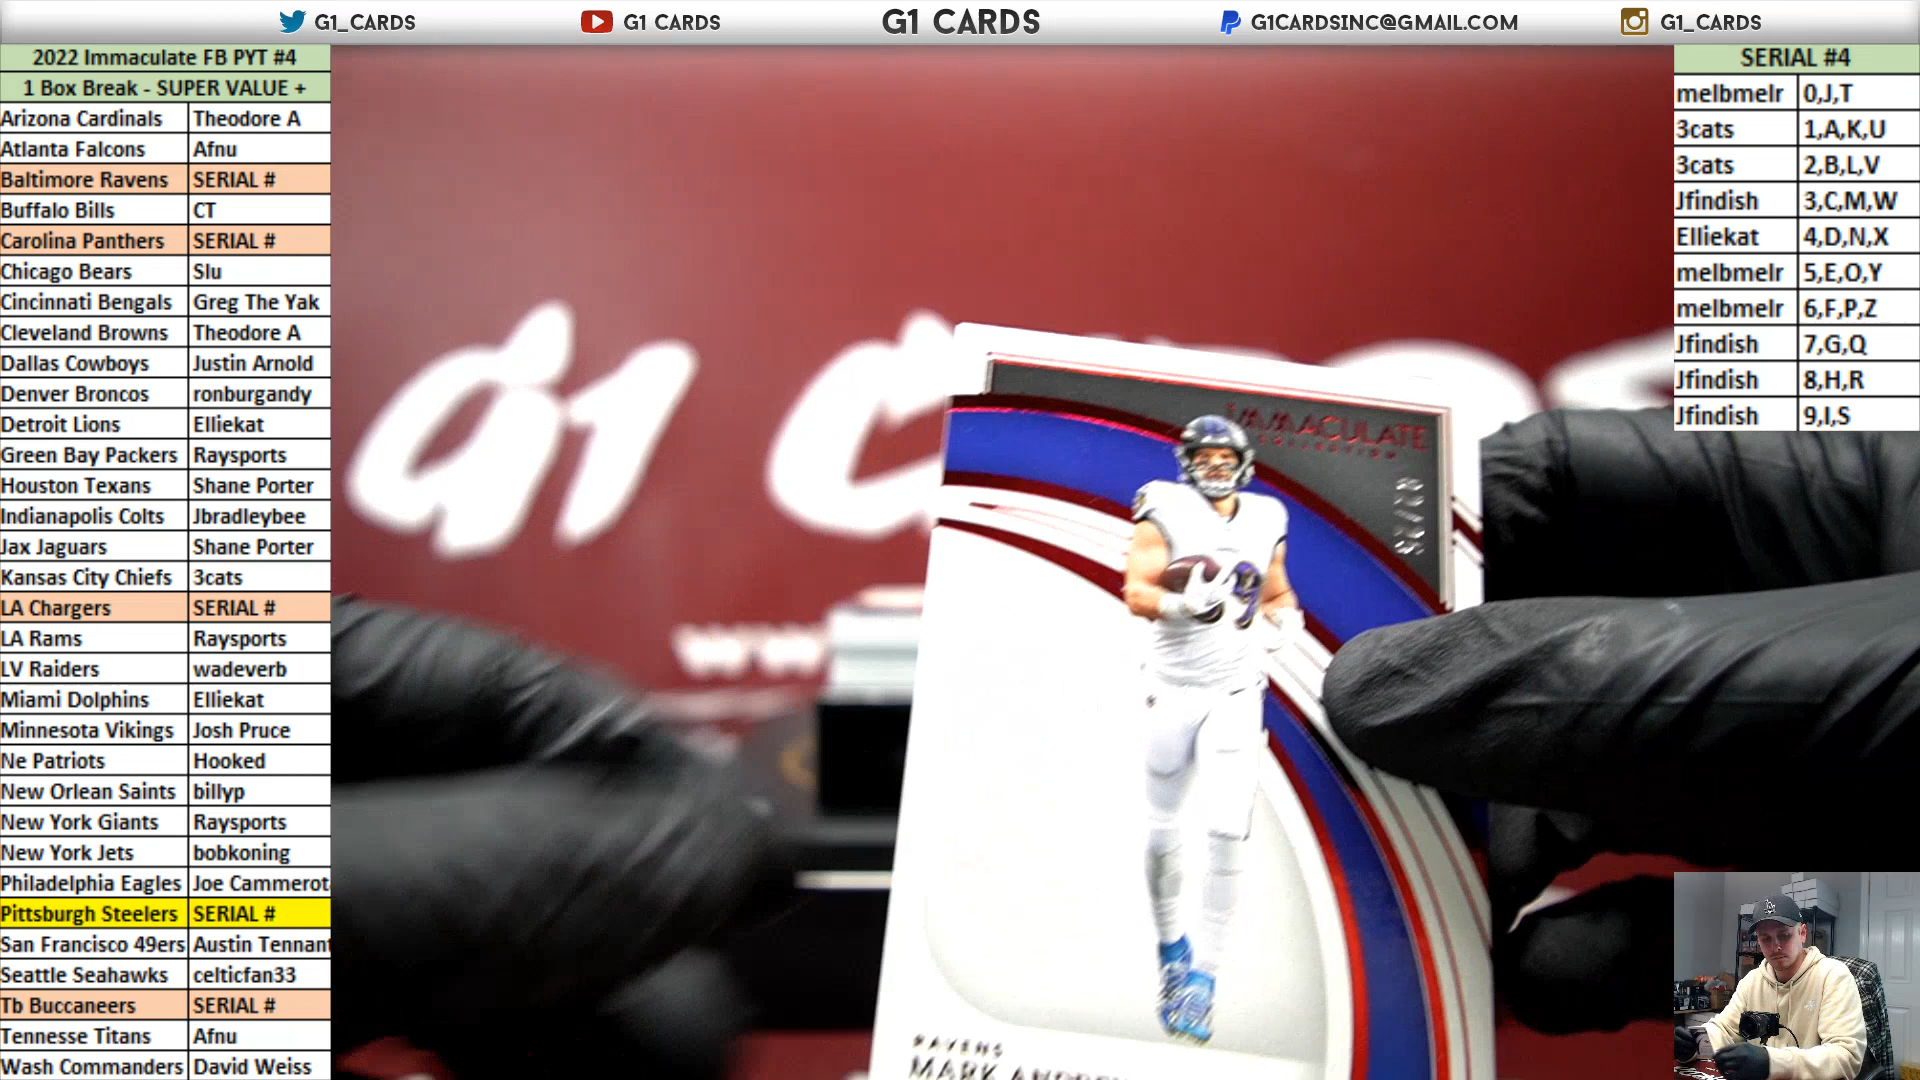 G1_CARDS G1 CARDS G1 CARDS G1CARDSINC@GMAIL.COM G1_CARDS
2022 Immaculate FB PYT #4
1 Box Break - SUPER VALUE +
Arizona Cardinals Theodore A
Atlanta Falcons Afnu
Baltimore Ravens SERIAL #
Buffalo Bills CT
Carolina Panthers SERIAL #
Chicago Bears Slu
Cincinnati Bengals Greg The Yak
Cleveland Browns Theodore A
Dallas Cowboys Justin Arnold
Denver Broncos ronburgandy
Detroit Lions Elliekat
Green Bay Packers Raysports
Houston Texans Shane Porter
Indianapolis Colts Jbradleybee
Jax Jaguars Shane Porter
Kansas City Chiefs 3cats
LA Chargers SERIAL #
LA Rams Raysports
LV Raiders wadeverb
Miami Dolphins Elliekat
Minnesota Vikings Josh Pruce
Ne Patriots Hooked
New Orlean Saints billyp
New York Giants Raysports
New York Jets bobkoning
Philadelphia Eagles Joe Cammerot
Pittsburgh Steelers SERIAL #
San Francisco 49ers Austin Tennant
Seattle Seahawks celticfan33
Tb Buccaneers SERIAL #
Tennesse Titans Afnu
Wash Commanders David Weiss
G1
IMMACULATE
COLLECTION
RAVENS
MARK
SERIAL #4
melbmelr 0,J,T
3cats 1,A,K,U
3cats 2,B,L,V
Jfindish 3,C,M,W
Elliekat 4,D,N,X
melbmelr 5,E,O,Y
melbmelr 6,F,P,Z
Jfindish 7,G,Q
Jfindish 8,H,R
Jfindish 9,I,S